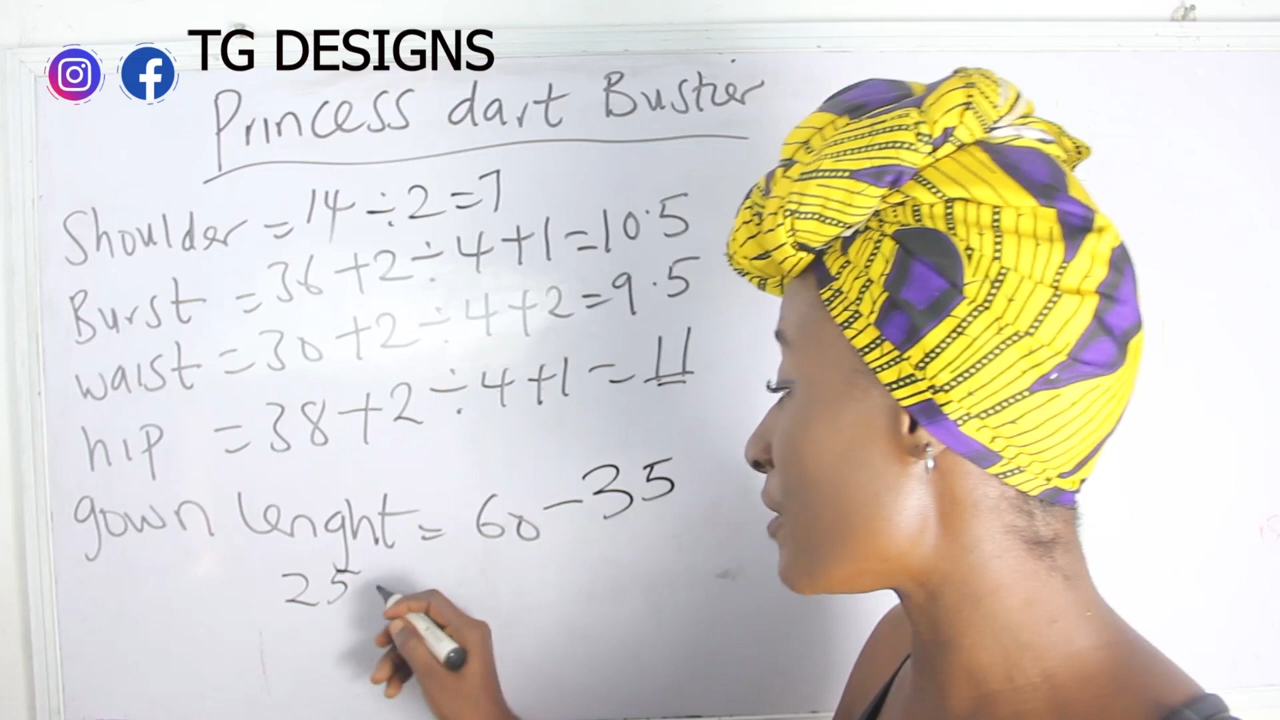 TG DESIGNS
Princess dart Bustier
Shoulder = 14 ÷ 2 = 7
Burst = 36 + 2 ÷ 4 + 1 = 10.5
waist = 30 + 2 ÷ 4 + 2 = 9.5
hip = 38 + 2 ÷ 4 + 1 = 11
gown lenght = 60 - 35
25